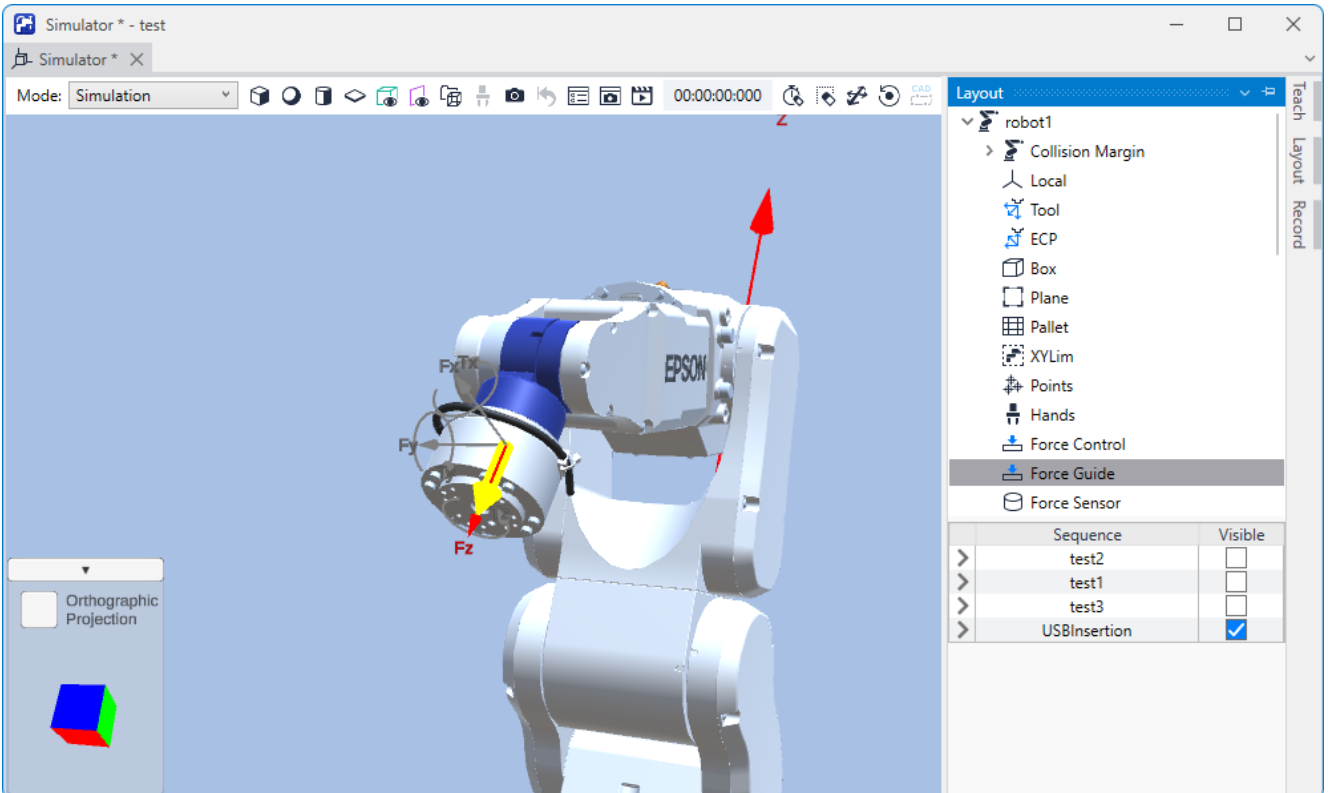 Simulator * - test
Simulator *
Mode: Simulation
00:00:00:000
CAD
Layout
robot1
Collision Margin
Local
Tool
ECP
Box
Plane
Pallet
XYLim
Points
Hands
Force Control
Force Guide
Force Sensor
Sequence Visible
test2
test1
test3
USBInsertion
Teach
Layout
Record
Z
EPSON
Fx Tx
Fy
Fz
Orthographic
Projection